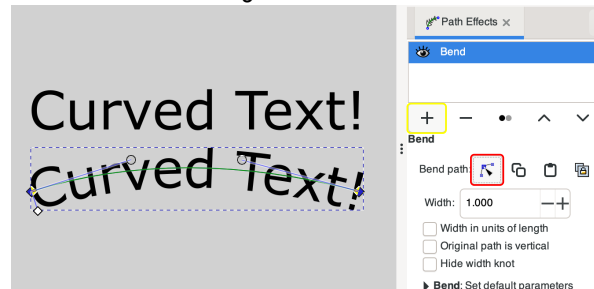 Path Effects
Bend
Curved Text!
Curved Text!
Bend
Bend path:
Width: 1.000
Width in units of length
Original path is vertical
Hide width knot
Bend: Set default parameters